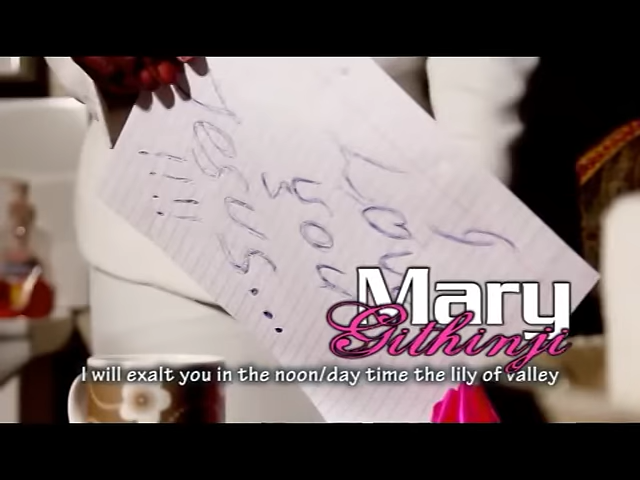 I
Love
you
Jesus...
Mary
Githinji
I will exalt you in the noon/day time the lily of valley